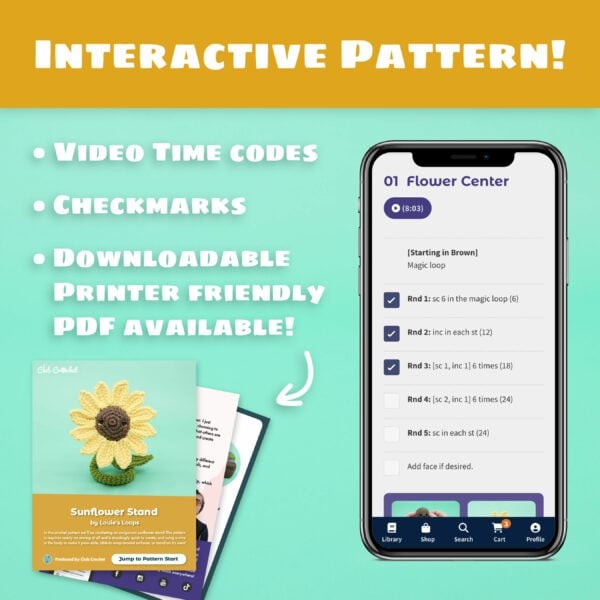 INTERACTIVE PATTERN!
• VIDEO TIME CODES
• CHECKMARKS
• DOWNLOADABLE
PRINTER FRIENDLY
PDF AVAILABLE!
01 Flower Center
(8:03)
[Starting in Brown]
Magic loop
Rnd 1: sc 6 in the magic loop (6)
Rnd 2: inc in each st (12)
Rnd 3: [sc 1, inc 1] 6 times (18)
Rnd 4: [sc 2, inc 1] 6 times (24)
Rnd 5: sc in each st (24)
Add face if desired.
Library
Shop
Search
3
Cart
Profile
Club Crochet
Sunflower Stand
by Louie's Loops
Produced by Club Crochet
Jump to Pattern Start